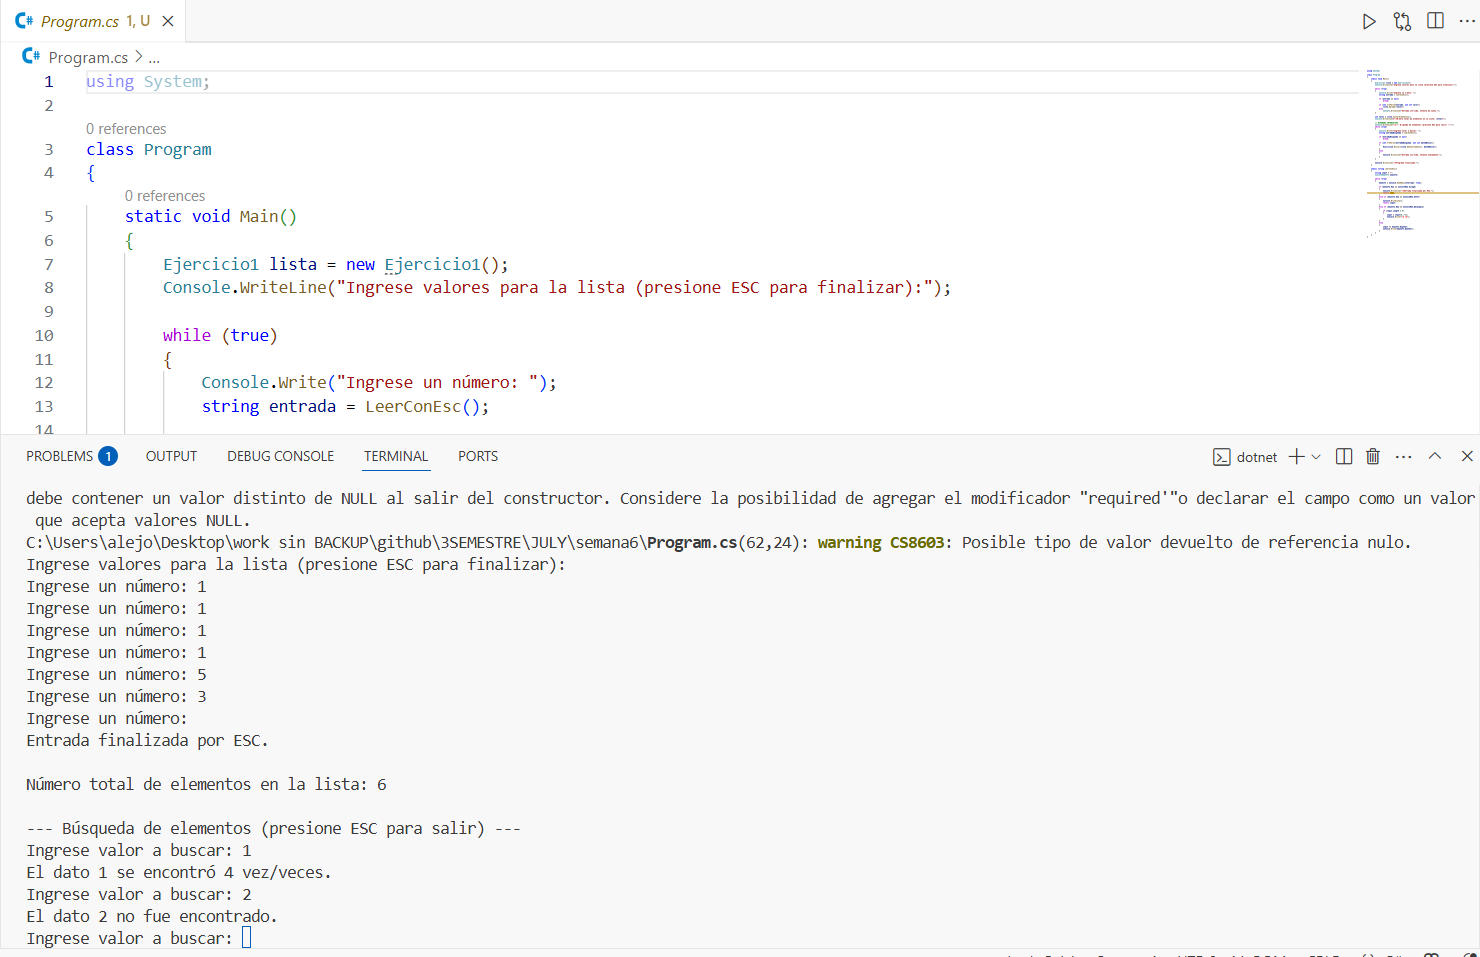 Program.cs 1, U
Program.cs > ...
1 using System;
2
0 references
3 class Program
4 {
0 references
5 static void Main()
6 {
7 Ejercicio1 lista = new Ejercicio1();
8 Console.WriteLine("Ingrese valores para la lista (presione ESC para finalizar):");
9
10 while (true)
11 {
12 Console.Write("Ingrese un número: ");
13 string entrada = LeerConEsc();
14
PROBLEMS 1 OUTPUT DEBUG CONSOLE TERMINAL PORTS dotnet
debe contener un valor distinto de NULL al salir del constructor. Considere la posibilidad de agregar el modificador "required'"o declarar el campo como un valor
que acepta valores NULL.
C:\Users\alejo\Desktop\work sin BACKUP\github\3SEMESTRE\JULY\semana6\Program.cs(62,24): warning CS8603: Posible tipo de valor devuelto de referencia nulo.
Ingrese valores para la lista (presione ESC para finalizar):
Ingrese un número: 1
Ingrese un número: 1
Ingrese un número: 1
Ingrese un número: 1
Ingrese un número: 5
Ingrese un número: 3
Ingrese un número:
Entrada finalizada por ESC.
Número total de elementos en la lista: 6
--- Búsqueda de elementos (presione ESC para salir) ---
Ingrese valor a buscar: 1
El dato 1 se encontró 4 vez/veces.
Ingrese valor a buscar: 2
El dato 2 no fue encontrado.
Ingrese valor a buscar: